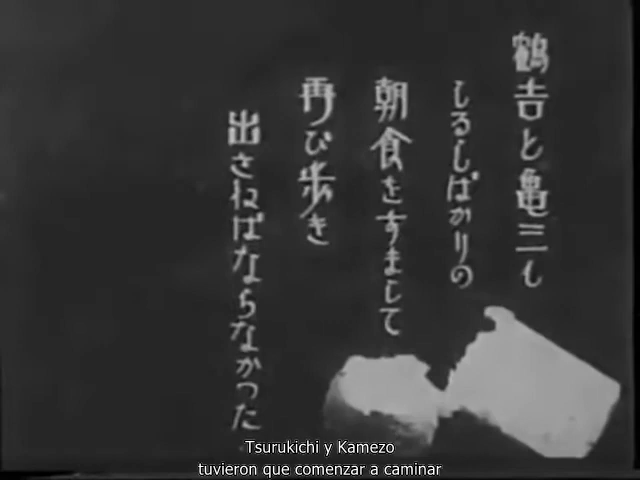 鶴吉と亀三も
しるしばかりの
朝食をすまして
再び歩き
出さねばならなかった
Tsurukichi y Kamezo
tuvieron que comenzar a caminar